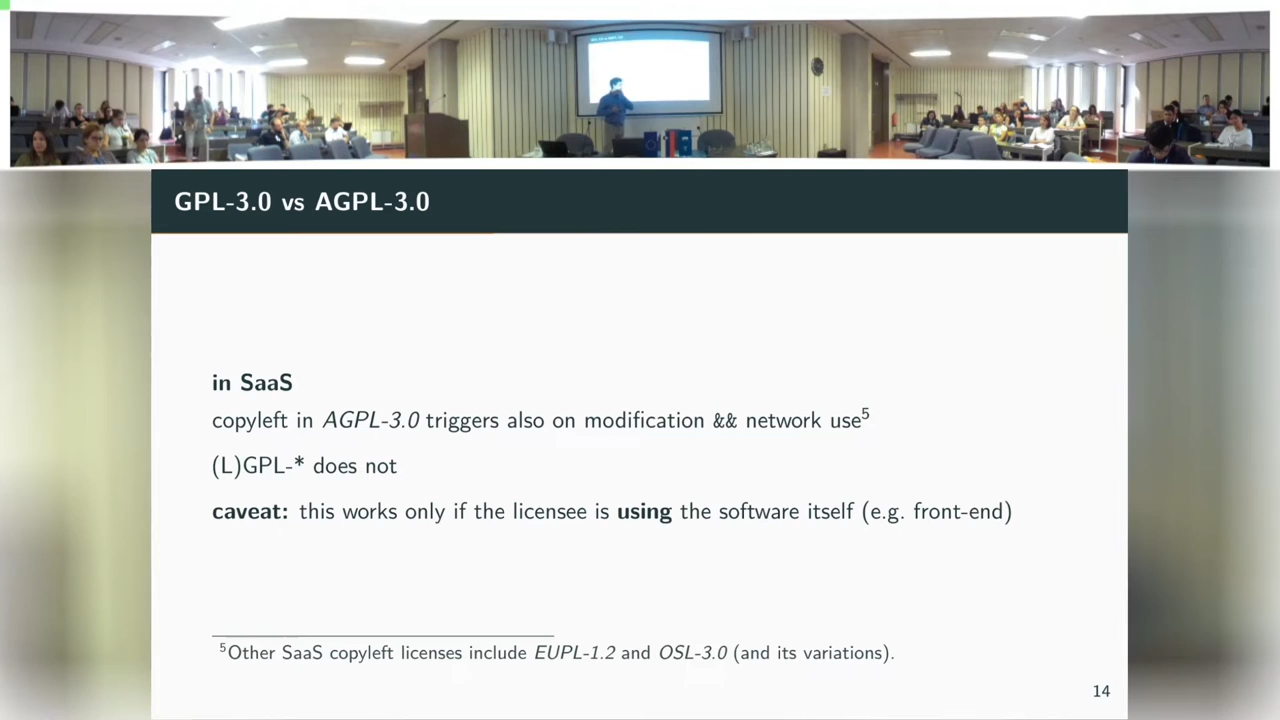 GPL-3.0 vs AGPL-3.0
in SaaS
copyleft in AGPL-3.0 triggers also on modification && network use⁵
(L)GPL-* does not
caveat: this works only if the licensee is using the software itself (e.g. front-end)
⁵Other SaaS copyleft licenses include EUPL-1.2 and OSL-3.0 (and its variations).
14